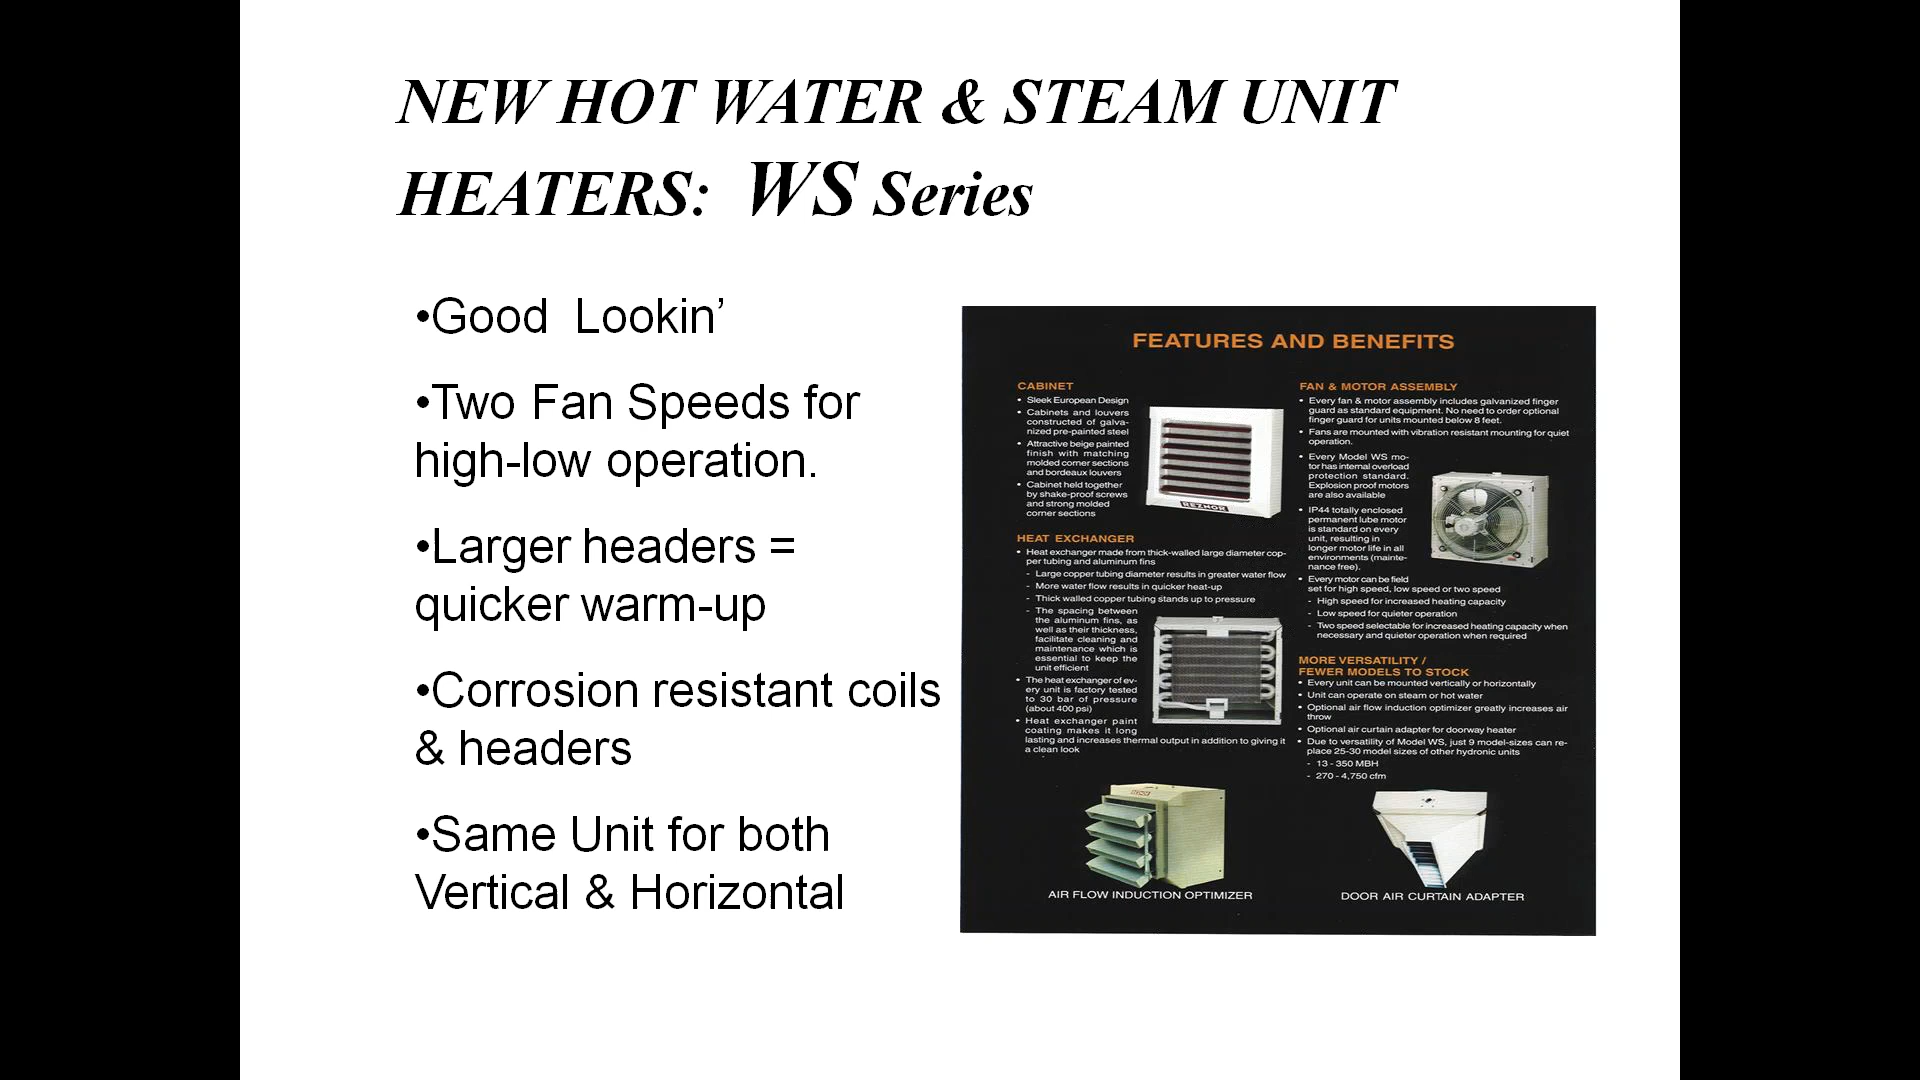 NEW HOT WATER & STEAM UNIT
HEATERS:  WS Series
•Good  Lookin’
•Two Fan Speeds for
high-low operation.
•Larger headers =
quicker warm-up
•Corrosion resistant coils
& headers
•Same Unit for both
Vertical & Horizontal
FEATURES AND BENEFITS
CABINET
• Sleek European Design
• Cabinets and louvers
constructed of galva-
nized pre-painted steel
• Attractive beige painted
finish with matching
molded corner sections
and bordeaux louvers
• Cabinet held together
by shake-proof screws
and strong molded
corner sections
REZNOR
HEAT EXCHANGER
• Heat exchanger made from thick-walled large diameter cop-
per tubing and aluminum fins
- Large copper tubing diameter results in greater water flow
- More water flow results in quicker heat-up
- Thick walled copper tubing stands up to pressure
- The spacing between
the aluminum fins, as
well as their thickness,
facilitate cleaning and
maintenance which is
essential to keep the
unit efficient
• The heat exchanger of ev-
ery unit is factory tested
to 30 bar of pressure
(about 400 psi)
• Heat exchanger paint
coating makes it long
lasting and increases thermal output in addition to giving it
a clean look
FAN & MOTOR ASSEMBLY
• Every fan & motor assembly includes galvanized finger
guard as standard equipment. No need to order optional
finger guard for units mounted below 8 feet.
• Fans are mounted with vibration resistant mounting for quiet
operation.
• Every Model WS mo-
tor has internal overload
protection standard.
Explosion proof motors
are also available
• IP44 totally enclosed
permanent lube motor
is standard on every
unit, resulting in
longer motor life in all
environments (mainte-
nance free).
• Every motor can be field
set for high speed, low speed or two speed
- High speed for increased heating capacity
- Low speed for quieter operation
- Two speed selectable for increased heating capacity when
necessary and quieter operation when required
MORE VERSATILITY /
FEWER MODELS TO STOCK
• Every unit can be mounted vertically or horizontally
• Unit can operate on steam or hot water
• Optional air flow induction optimizer greatly increases air
throw
• Optional air curtain adapter for doorway heater
• Due to versatility of Model WS, just 9 model-sizes can re-
place 25-30 model sizes of other hydronic units
- 13 - 350 MBH
- 270 - 4,750 cfm
REZNOR
AIR FLOW INDUCTION OPTIMIZER
DOOR AIR CURTAIN ADAPTER